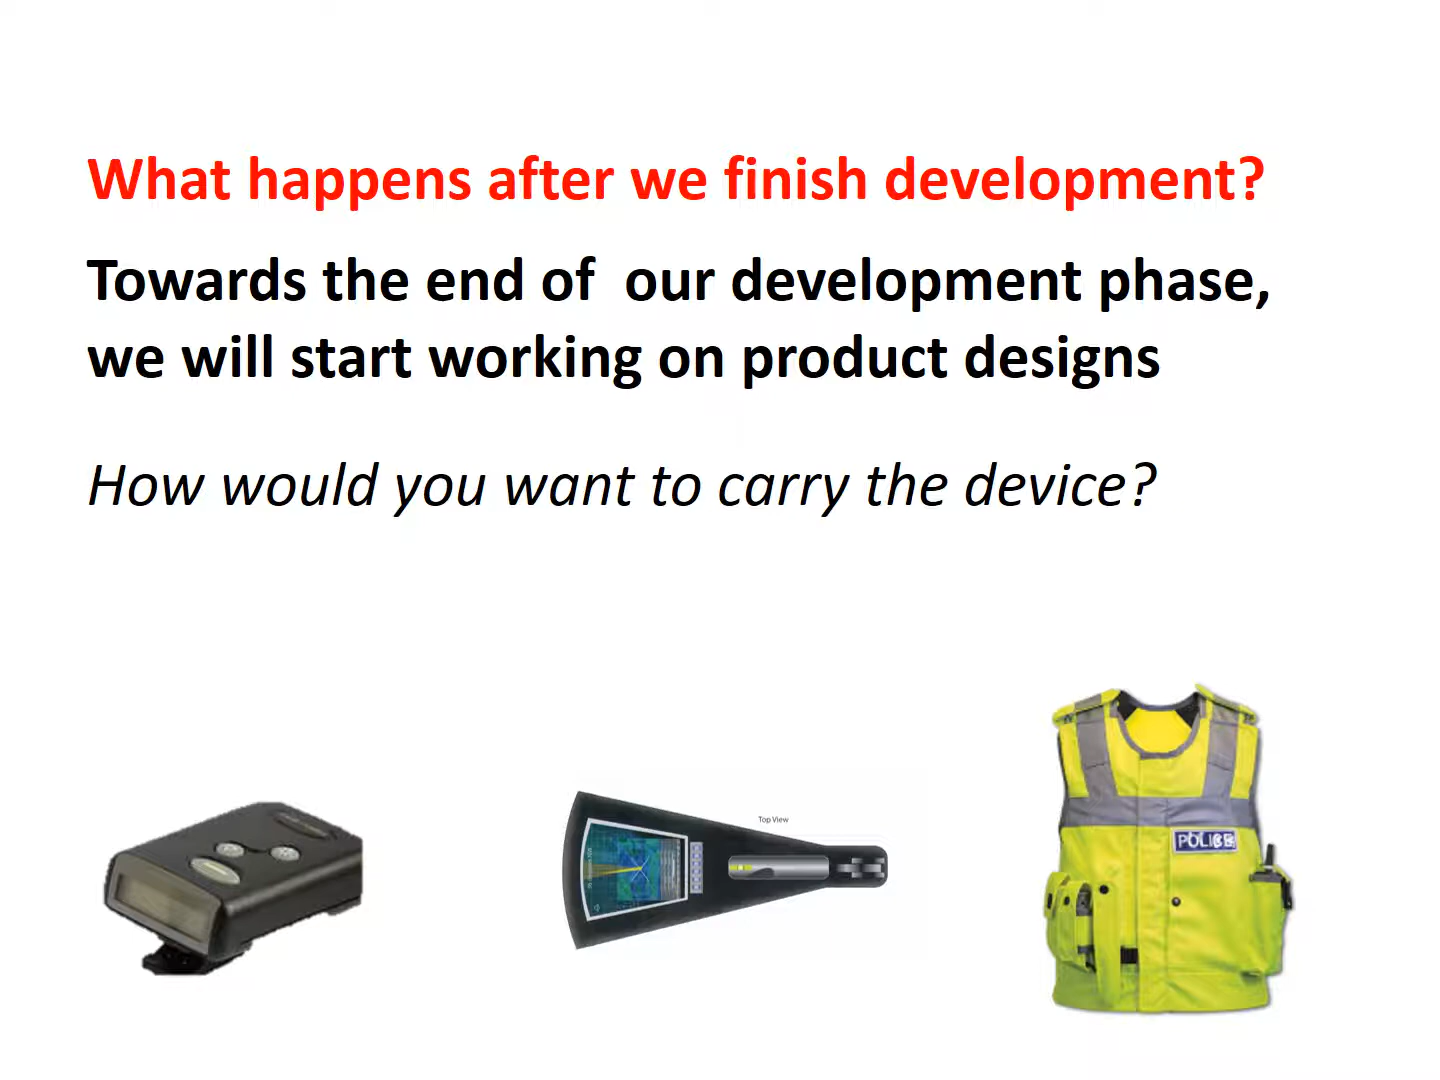 What happens after we finish development?
Towards the end of  our development phase,
we will start working on product designs
How would you want to carry the device?
Top View
POLICE